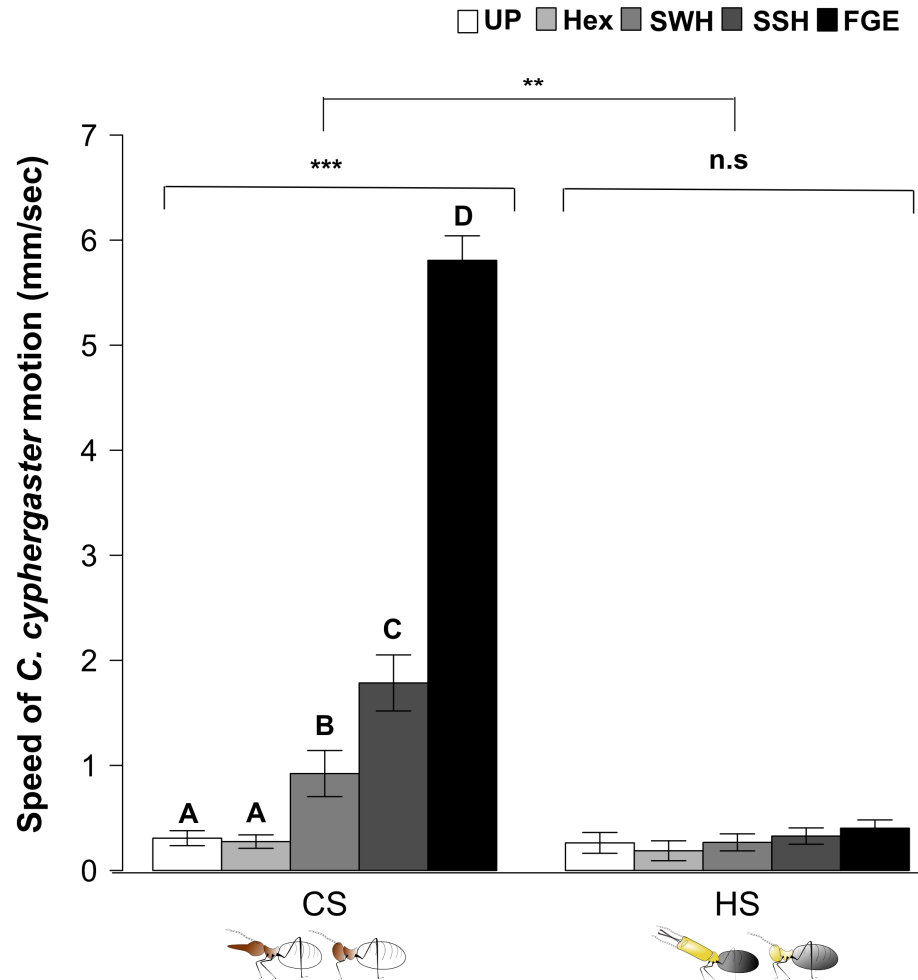 UP Hex SWH SSH FGE
**
7
***
n.s
D
6
5
4
3
C
2
B
1
A A
0
Speed of C. cyphergaster motion (mm/sec)
CS HS